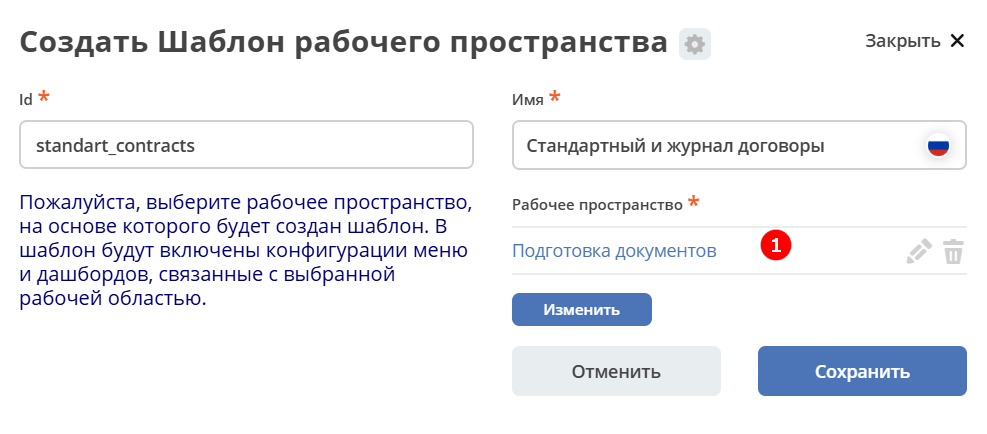 Создать Шаблон рабочего пространства
Закрыть
Id *
standart_contracts
Имя *
Стандартный и журнал договоры
Пожалуйста, выберите рабочее пространство,
на основе которого будет создан шаблон. В
шаблон будут включены конфигурации меню
и дашбордов, связанные с выбранной
рабочей областью.
Рабочее пространство *
Подготовка документов
1
Изменить
Отменить
Сохранить